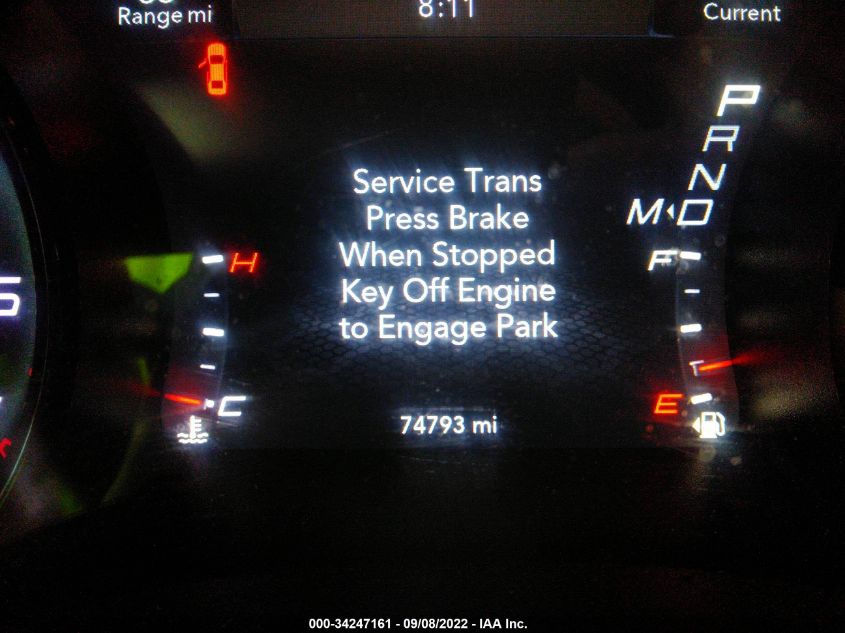 Range mi
8:11
Current
P
R
N
M D
Service Trans
Press Brake
When Stopped
Key Off Engine
to Engage Park
H
F
C
E
74793 mi
000-34247161 - 09/08/2022 - IAA Inc.